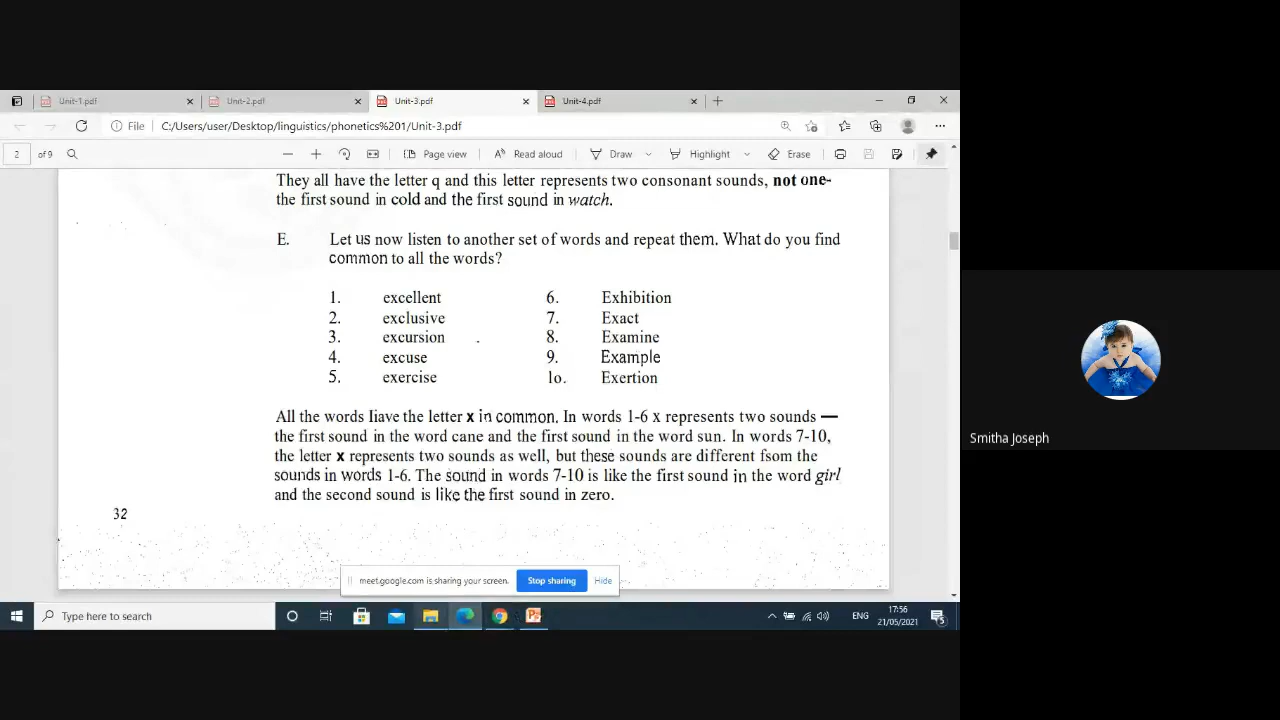 Unit-1.pdf
Unit-2.pdf
Unit-3.pdf
Unit-4.pdf
File C:/Users/user/Desktop/linguistics/phonetics%201/Unit-3.pdf
2 of 9 Page view Read aloud Draw Highlight Erase
They all have the letter q and this letter represents two consonant sounds, not one-
the first sound in cold and the first sound in watch.
E. Let us now listen to another set of words and repeat them. What do you find
common to all the words?
1. excellent 6. Exhibition
2. exclusive 7. Exact
3. excursion 8. Examine
4. excuse 9. Example
5. exercise 1o. Exertion
All the words Iiave the letter x in common. In words 1-6 x represents two sounds —
the first sound in the word cane and the first sound in the word sun. In words 7-10,
the letter x represents two sounds as well, but these sounds are different fsom the
sounds in words 1-6. The sound in words 7-10 is like the first sound in the word girl
and the second sound is like the first sound in zero.
32
meet.google.com is sharing your screen. Stop sharing Hide
Type here to search
ENG
17:56
21/05/2021
5
Smitha Joseph